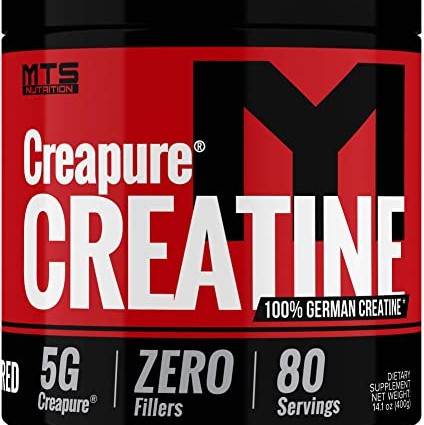 MTS
NUTRITION
Creapure®
CREATINE
100% GERMAN CREATINE*
RED
5G
Creapure®
ZERO
Fillers
80
Servings
DIETARY
SUPPLEMENT
NET WEIGHT:
14.1 oz (400g)